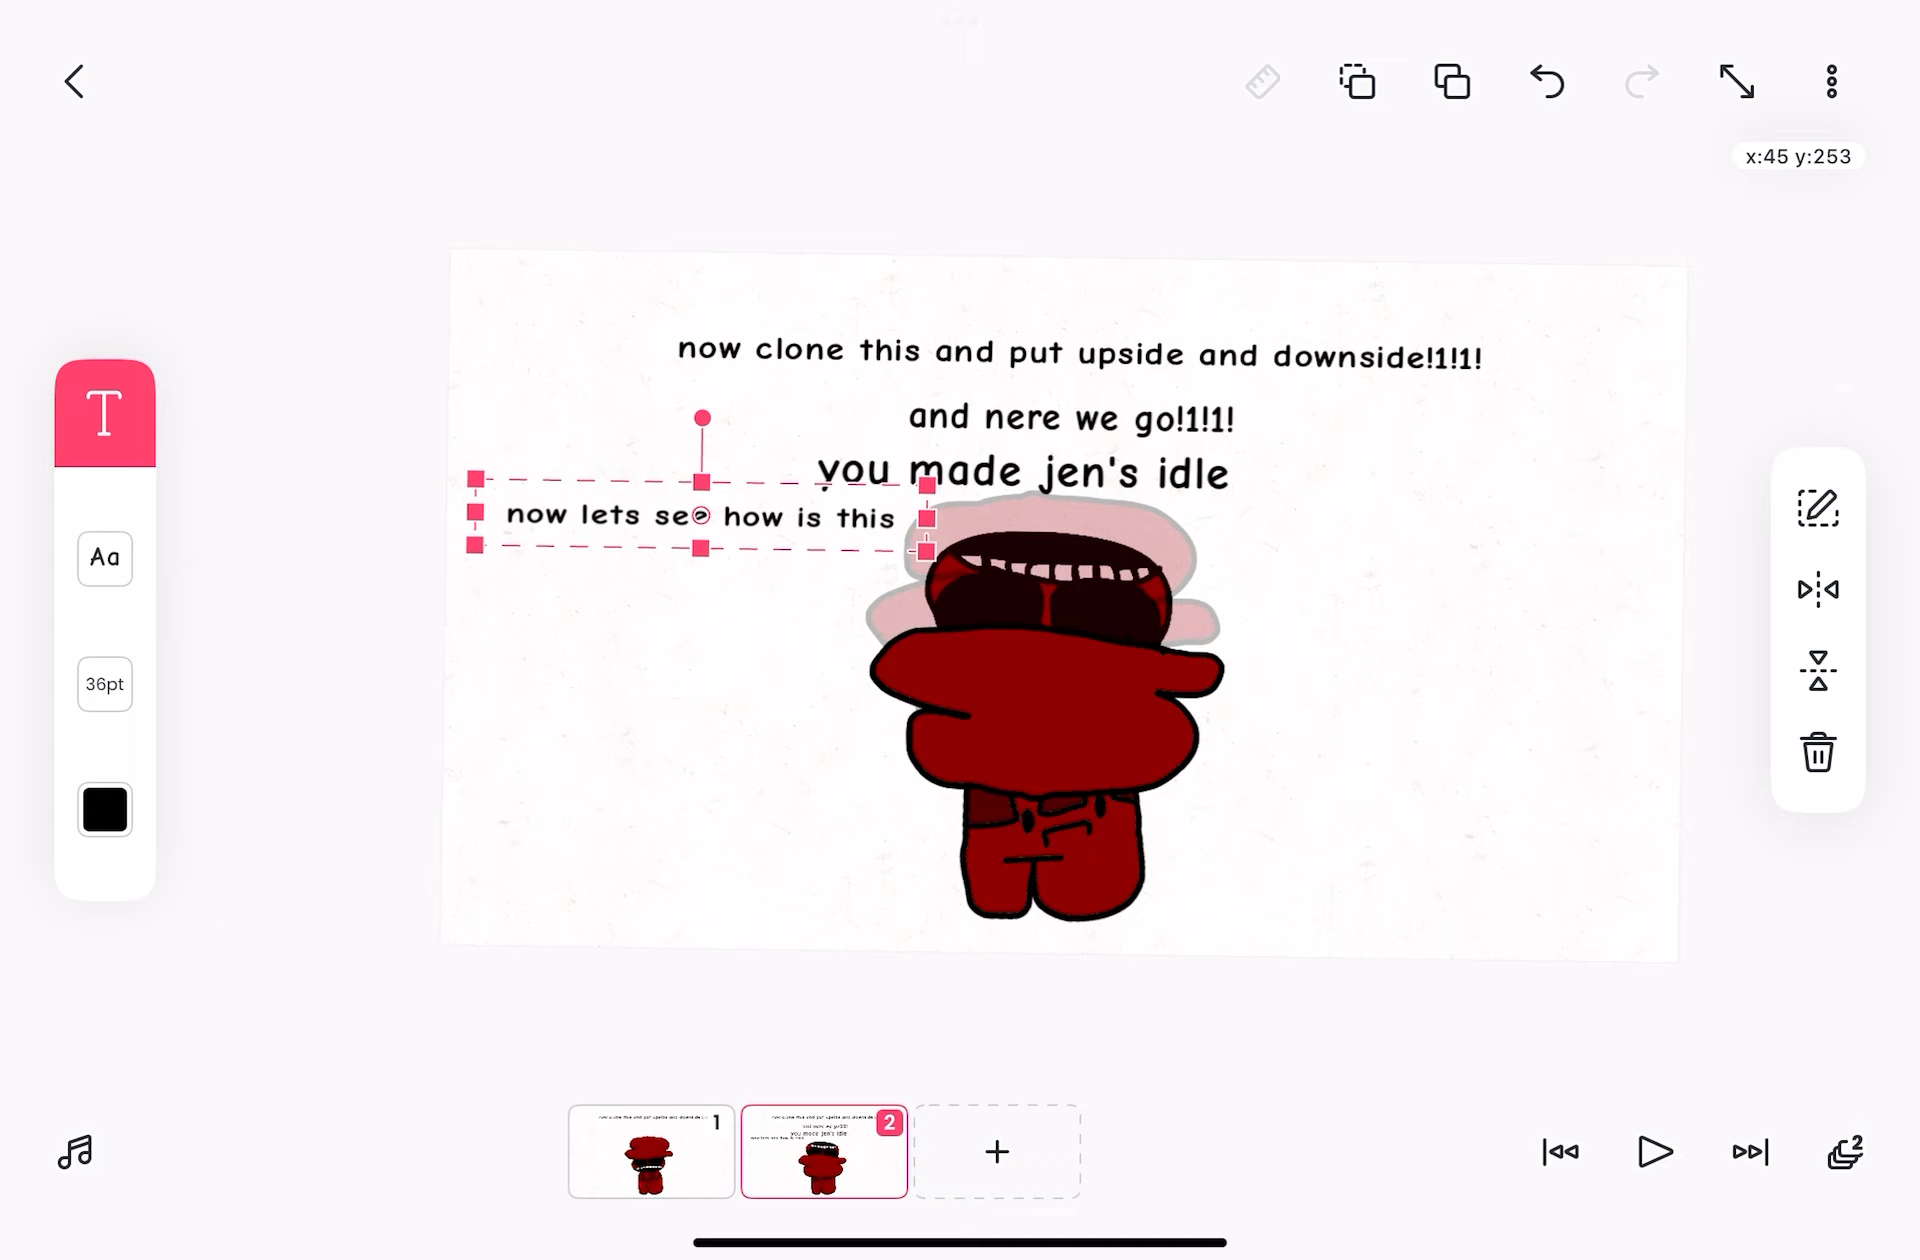 x:45 y:253
now clone this and put upside and downside!1!1!
and nere we go!1!1!
you made jen's idle
now lets see how is this
T
Aa
36pt
1
2
2